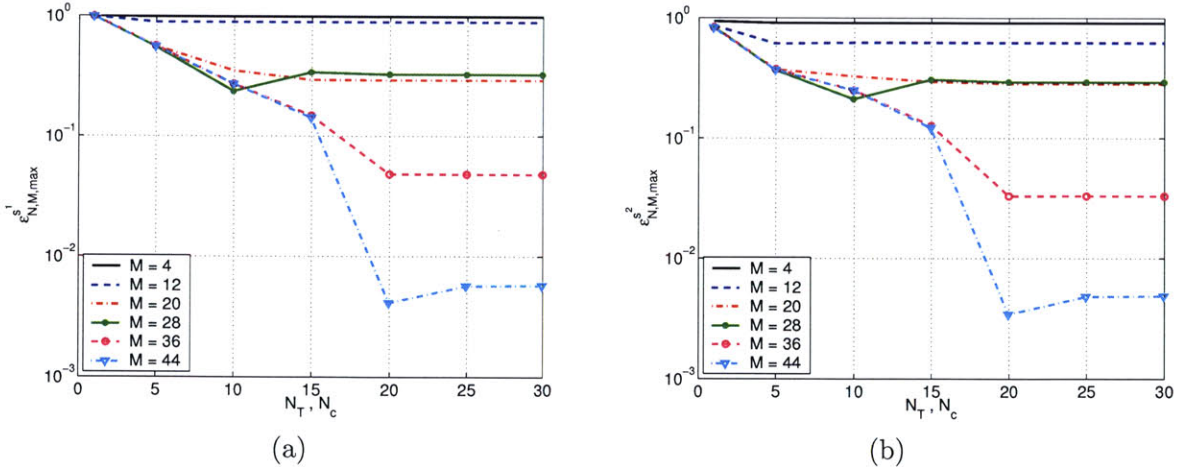 10^0
10^-1
10^-2
10^-3
ε^{s^1}_{N,M,max}
M = 4
M = 12
M = 20
M = 28
M = 36
M = 44
0 5 10 15 20 25 30
N_T , N_c
(a)
10^0
10^-1
10^-2
10^-3
ε^{s^2}_{N,M,max}
M = 4
M = 12
M = 20
M = 28
M = 36
M = 44
0 5 10 15 20 25 30
N_T , N_c
(b)